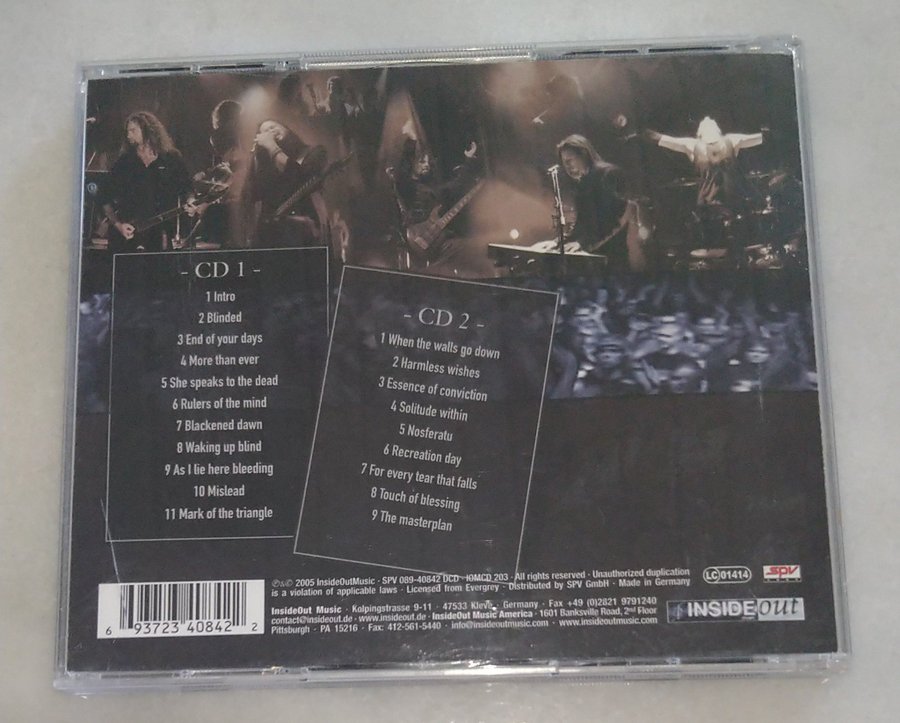 - CD 1 -
1 Intro
2 Blinded
3 End of your days
4 More than ever
5 She speaks to the dead
6 Rulers of the mind
7 Blackened dawn
8 Waking up blind
9 As I lie here bleeding
10 Mislead
11 Mark of the triangle
- CD 2 -
1 When the walls go down
2 Harmless wishes
3 Essence of conviction
4 Solitude within
5 Nosferatu
6 Recreation day
7 For every tear that falls
8 Touch of blessing
9 The masterplan
6 93723 40842 2
℗&© 2005 InsideOutMusic · SPV 089-40842 DCD · IOMCD 203 · All rights reserved · Unauthorized duplication
is a violation of applicable laws · Licensed from Evergrey · Distributed by SPV GmbH · Made in Germany
InsideOut Music · Kolpingstrasse 9-11 · 47533 Kleve, Germany · Fax +49 (0)2821 9791240
contact@insideout.de · www.insideout.de · InsideOut Music America · 1601 Banksville Road, 2nd Floor
Pittsburgh · PA 15216 · Fax: 412-561-5440 · info@insideoutmusic.com · www.insideoutmusic.com
LC 01414
SPV
INSIDEout